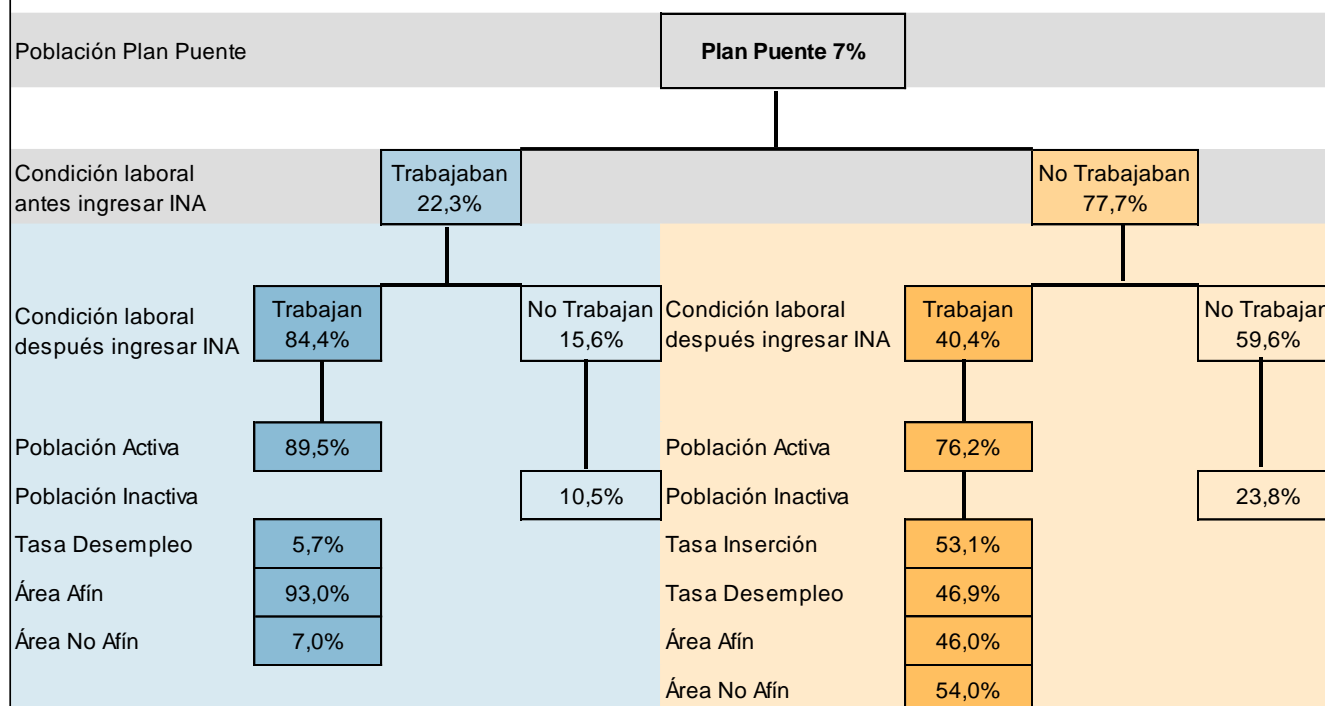 Población Plan Puente
Plan Puente 7%
Condición laboral
antes ingresar INA
Trabajaban
22,3%
No Trabajaban
77,7%
Condición laboral
después ingresar INA
Trabajan
84,4%
No Trabajan
15,6%
Condición laboral
después ingresar INA
Trabajan
40,4%
No Trabajan
59,6%
Población Activa
89,5%
Población Activa
76,2%
Población Inactiva
10,5%
Población Inactiva
23,8%
Tasa Desempleo
5,7%
Tasa Inserción
53,1%
Área Afín
93,0%
Tasa Desempleo
46,9%
Área No Afín
7,0%
Área Afín
46,0%
Área No Afín
54,0%